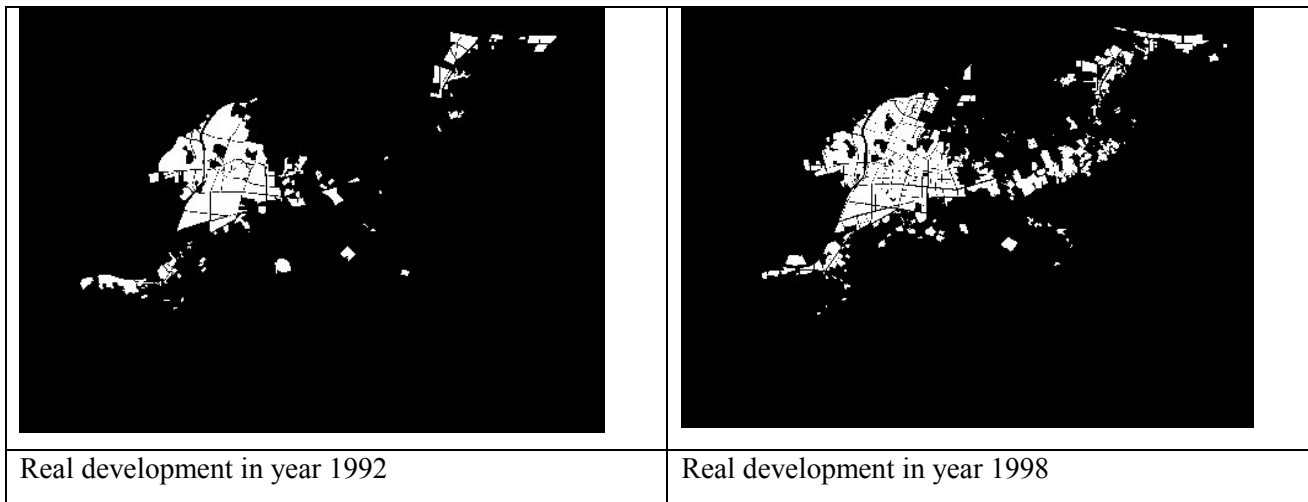 Real development in year 1992
Real development in year 1998